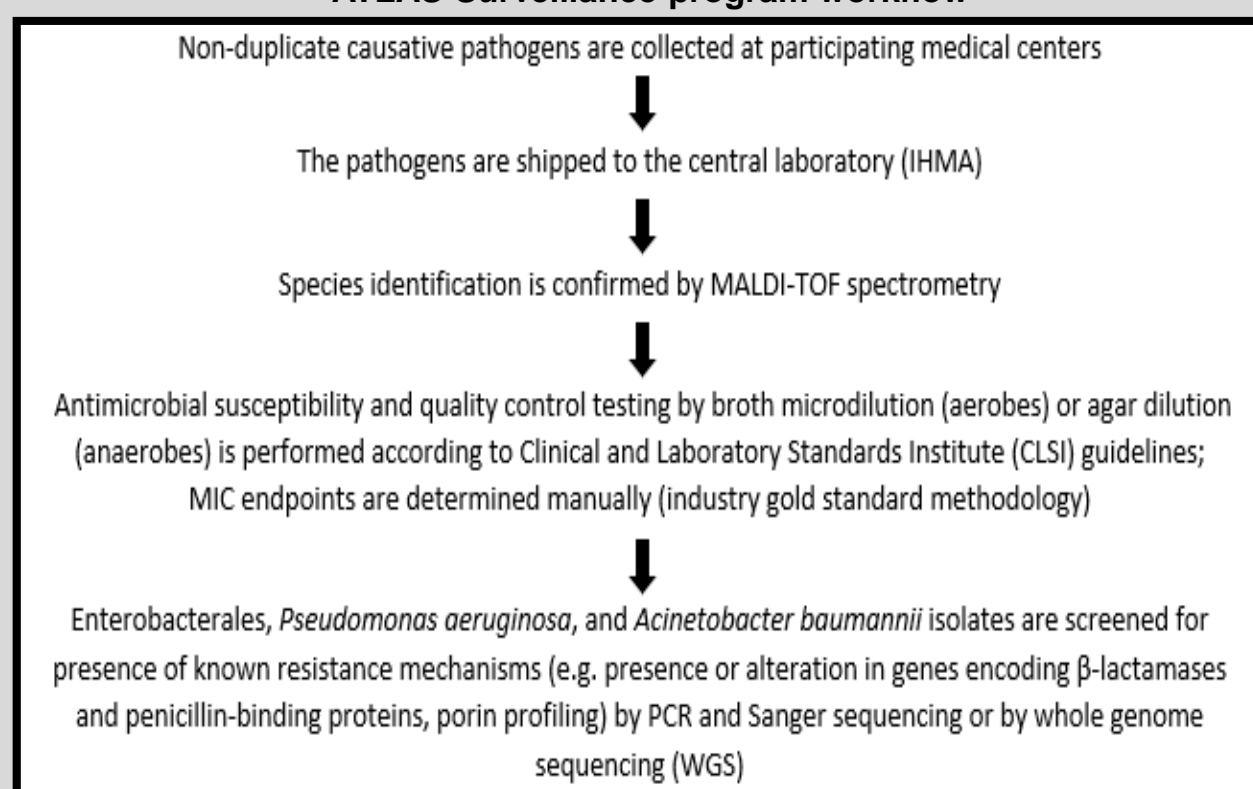 ATLAS Surveillance program workflow
Non-duplicate causative pathogens are collected at participating medical centers
The pathogens are shipped to the central laboratory (IHMA)
Species identification is confirmed by MALDI-TOF spectrometry
Antimicrobial susceptibility and quality control testing by broth microdilution (aerobes) or agar dilution
(anaerobes) is performed according to Clinical and Laboratory Standards Institute (CLSI) guidelines;
MIC endpoints are determined manually (industry gold standard methodology)
Enterobacterales, Pseudomonas aeruginosa, and Acinetobacter baumannii isolates are screened for
presence of known resistance mechanisms (e.g. presence or alteration in genes encoding β-lactamases
and penicillin-binding proteins, porin profiling) by PCR and Sanger sequencing or by whole genome
sequencing (WGS)